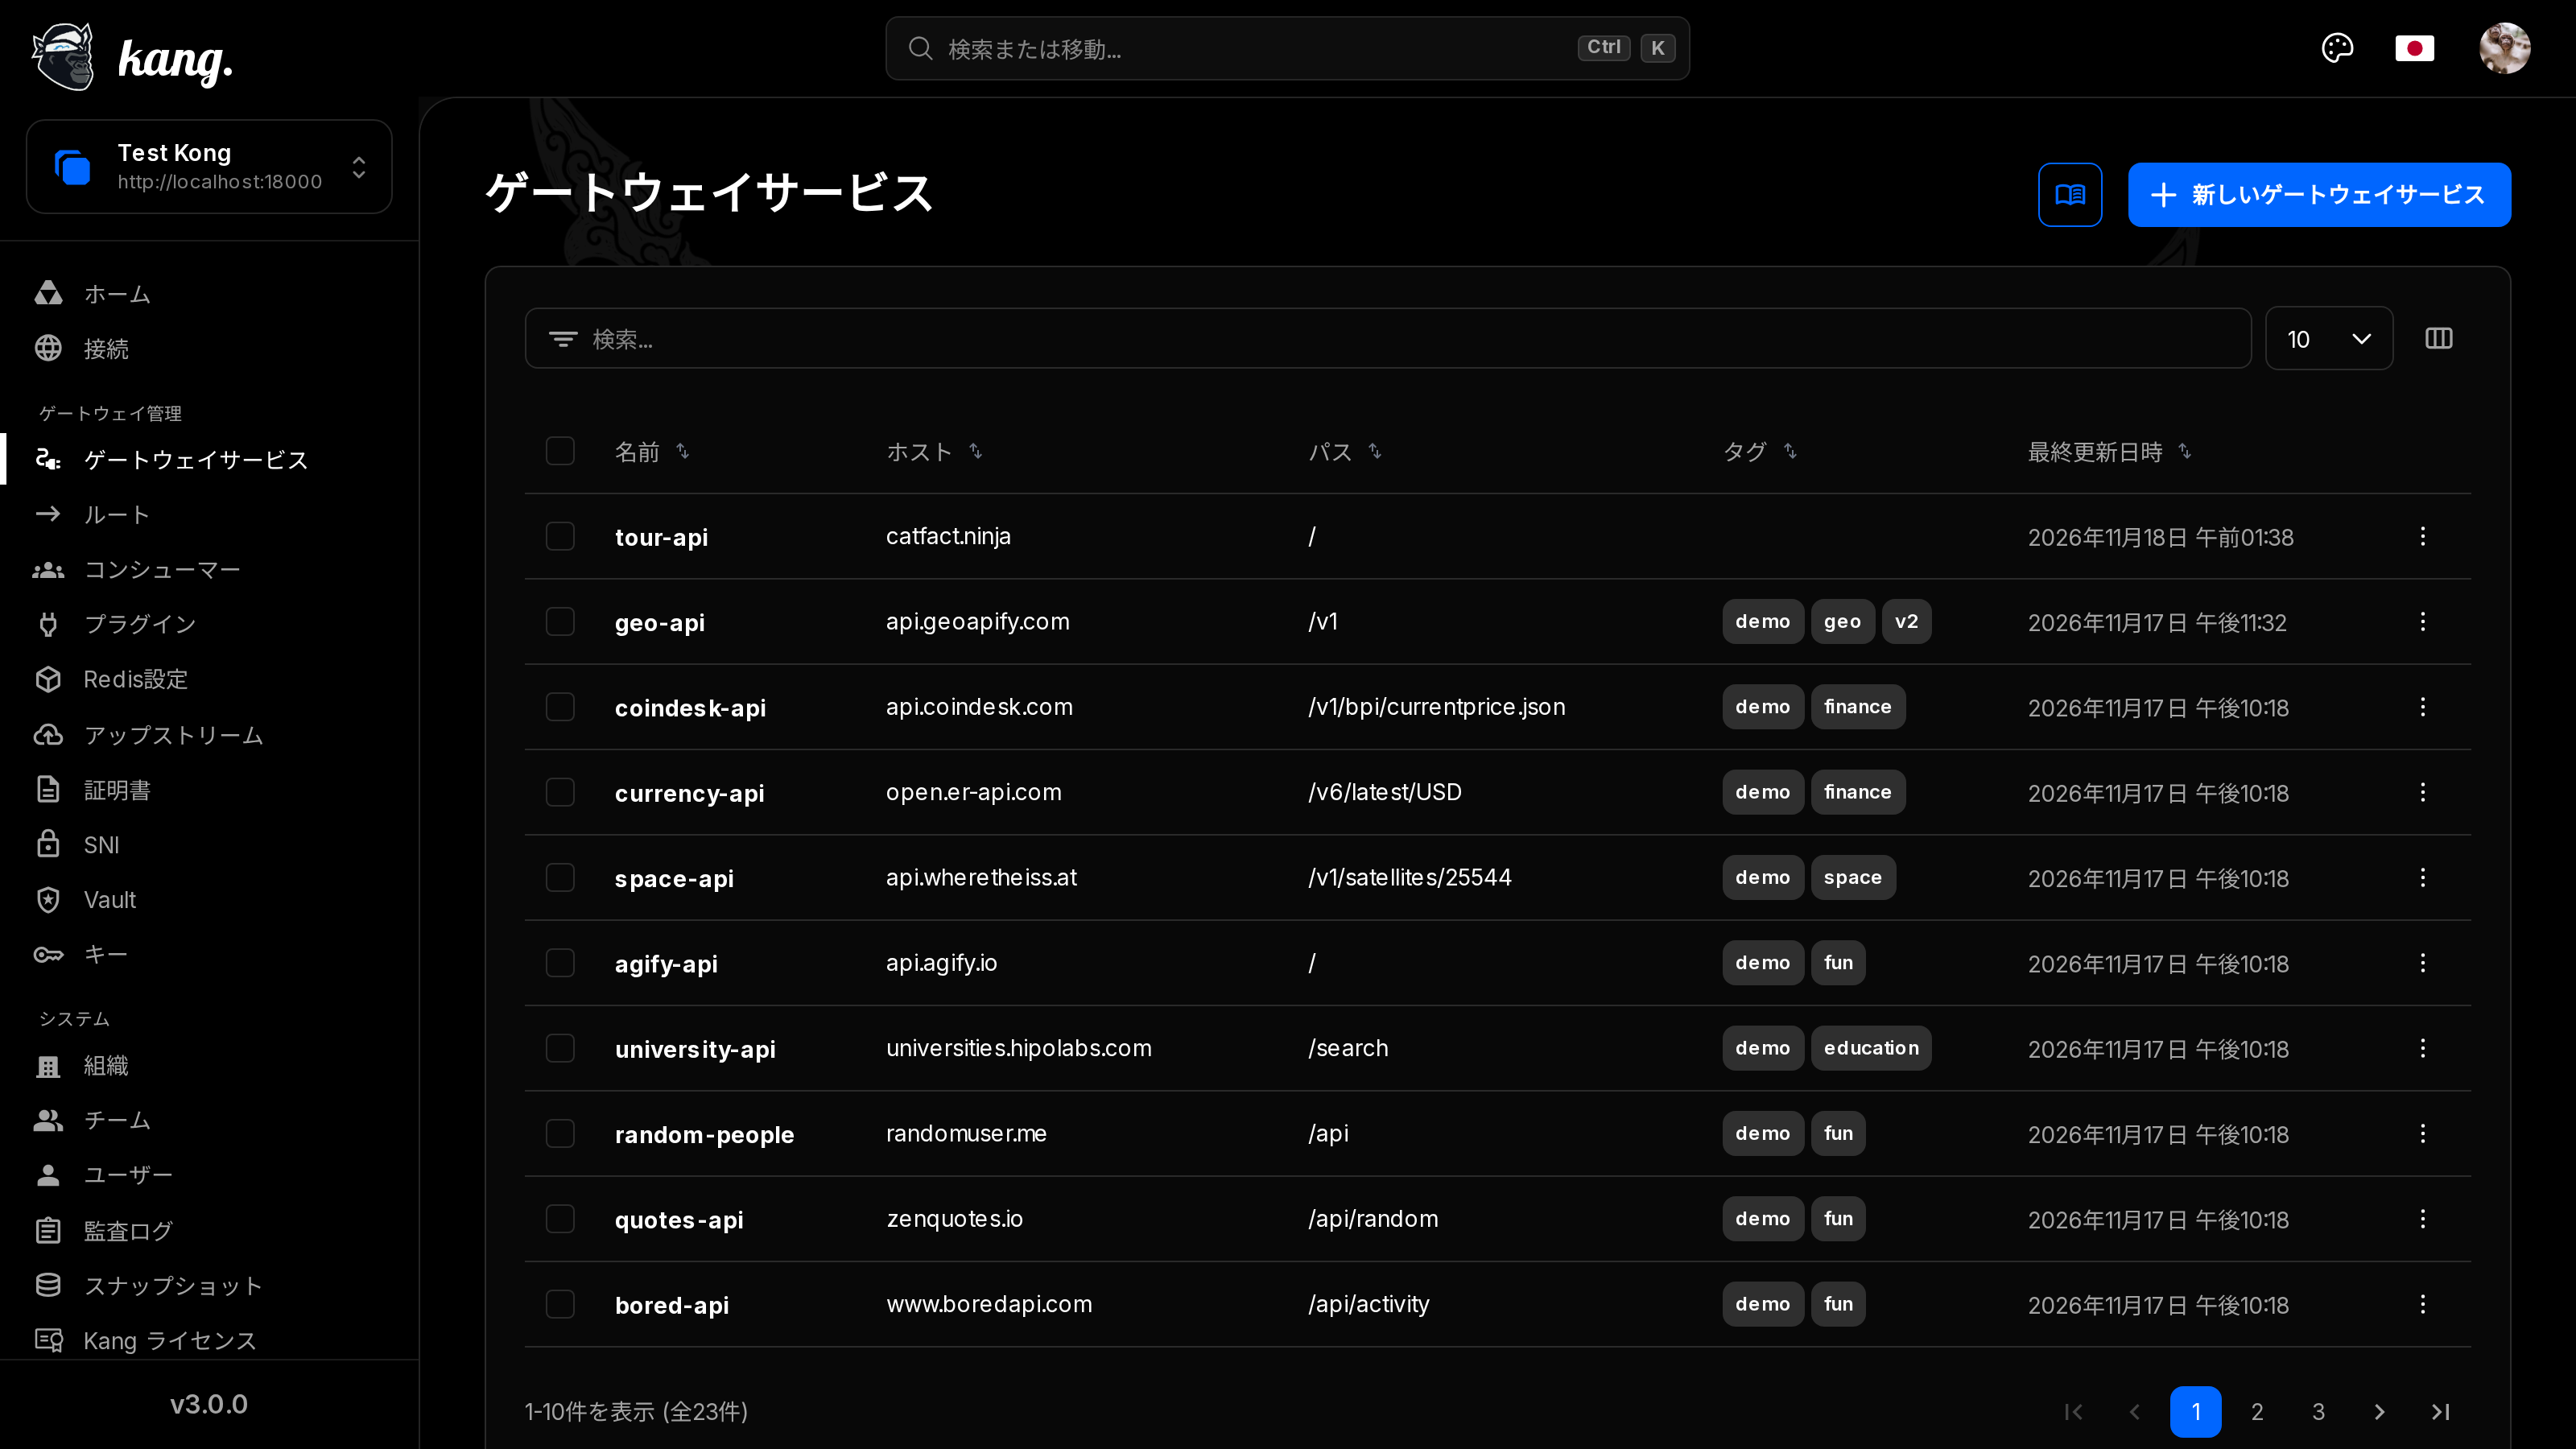 kang.
検索または移動...
Ctrl K
Test Kong
http://localhost:18000
ホーム
接続
ゲートウェイ管理
ゲートウェイサービス
ルート
コンシューマー
プラグイン
Redis設定
アップストリーム
証明書
SNI
Vault
キー
システム
組織
チーム
ユーザー
監査ログ
スナップショット
Kang ライセンス
v3.0.0
ゲートウェイサービス
新しいゲートウェイサービス
検索...
10
名前 ホスト パス タグ 最終更新日時
tour-api catfact.ninja / 2026年11月18日 午前01:38
geo-api api.geoapify.com /v1 demo geo v2 2026年11月17日 午後11:32
coindesk-api api.coindesk.com /v1/bpi/currentprice.json demo finance 2026年11月17日 午後10:18
currency-api open.er-api.com /v6/latest/USD demo finance 2026年11月17日 午後10:18
space-api api.wheretheiss.at /v1/satellites/25544 demo space 2026年11月17日 午後10:18
agify-api api.agify.io / demo fun 2026年11月17日 午後10:18
university-api universities.hipolabs.com /search demo education 2026年11月17日 午後10:18
random-people randomuser.me /api demo fun 2026年11月17日 午後10:18
quotes-api zenquotes.io /api/random demo fun 2026年11月17日 午後10:18
bored-api www.boredapi.com /api/activity demo fun 2026年11月17日 午後10:18
1-10件を表示 (全23件)
1 2 3